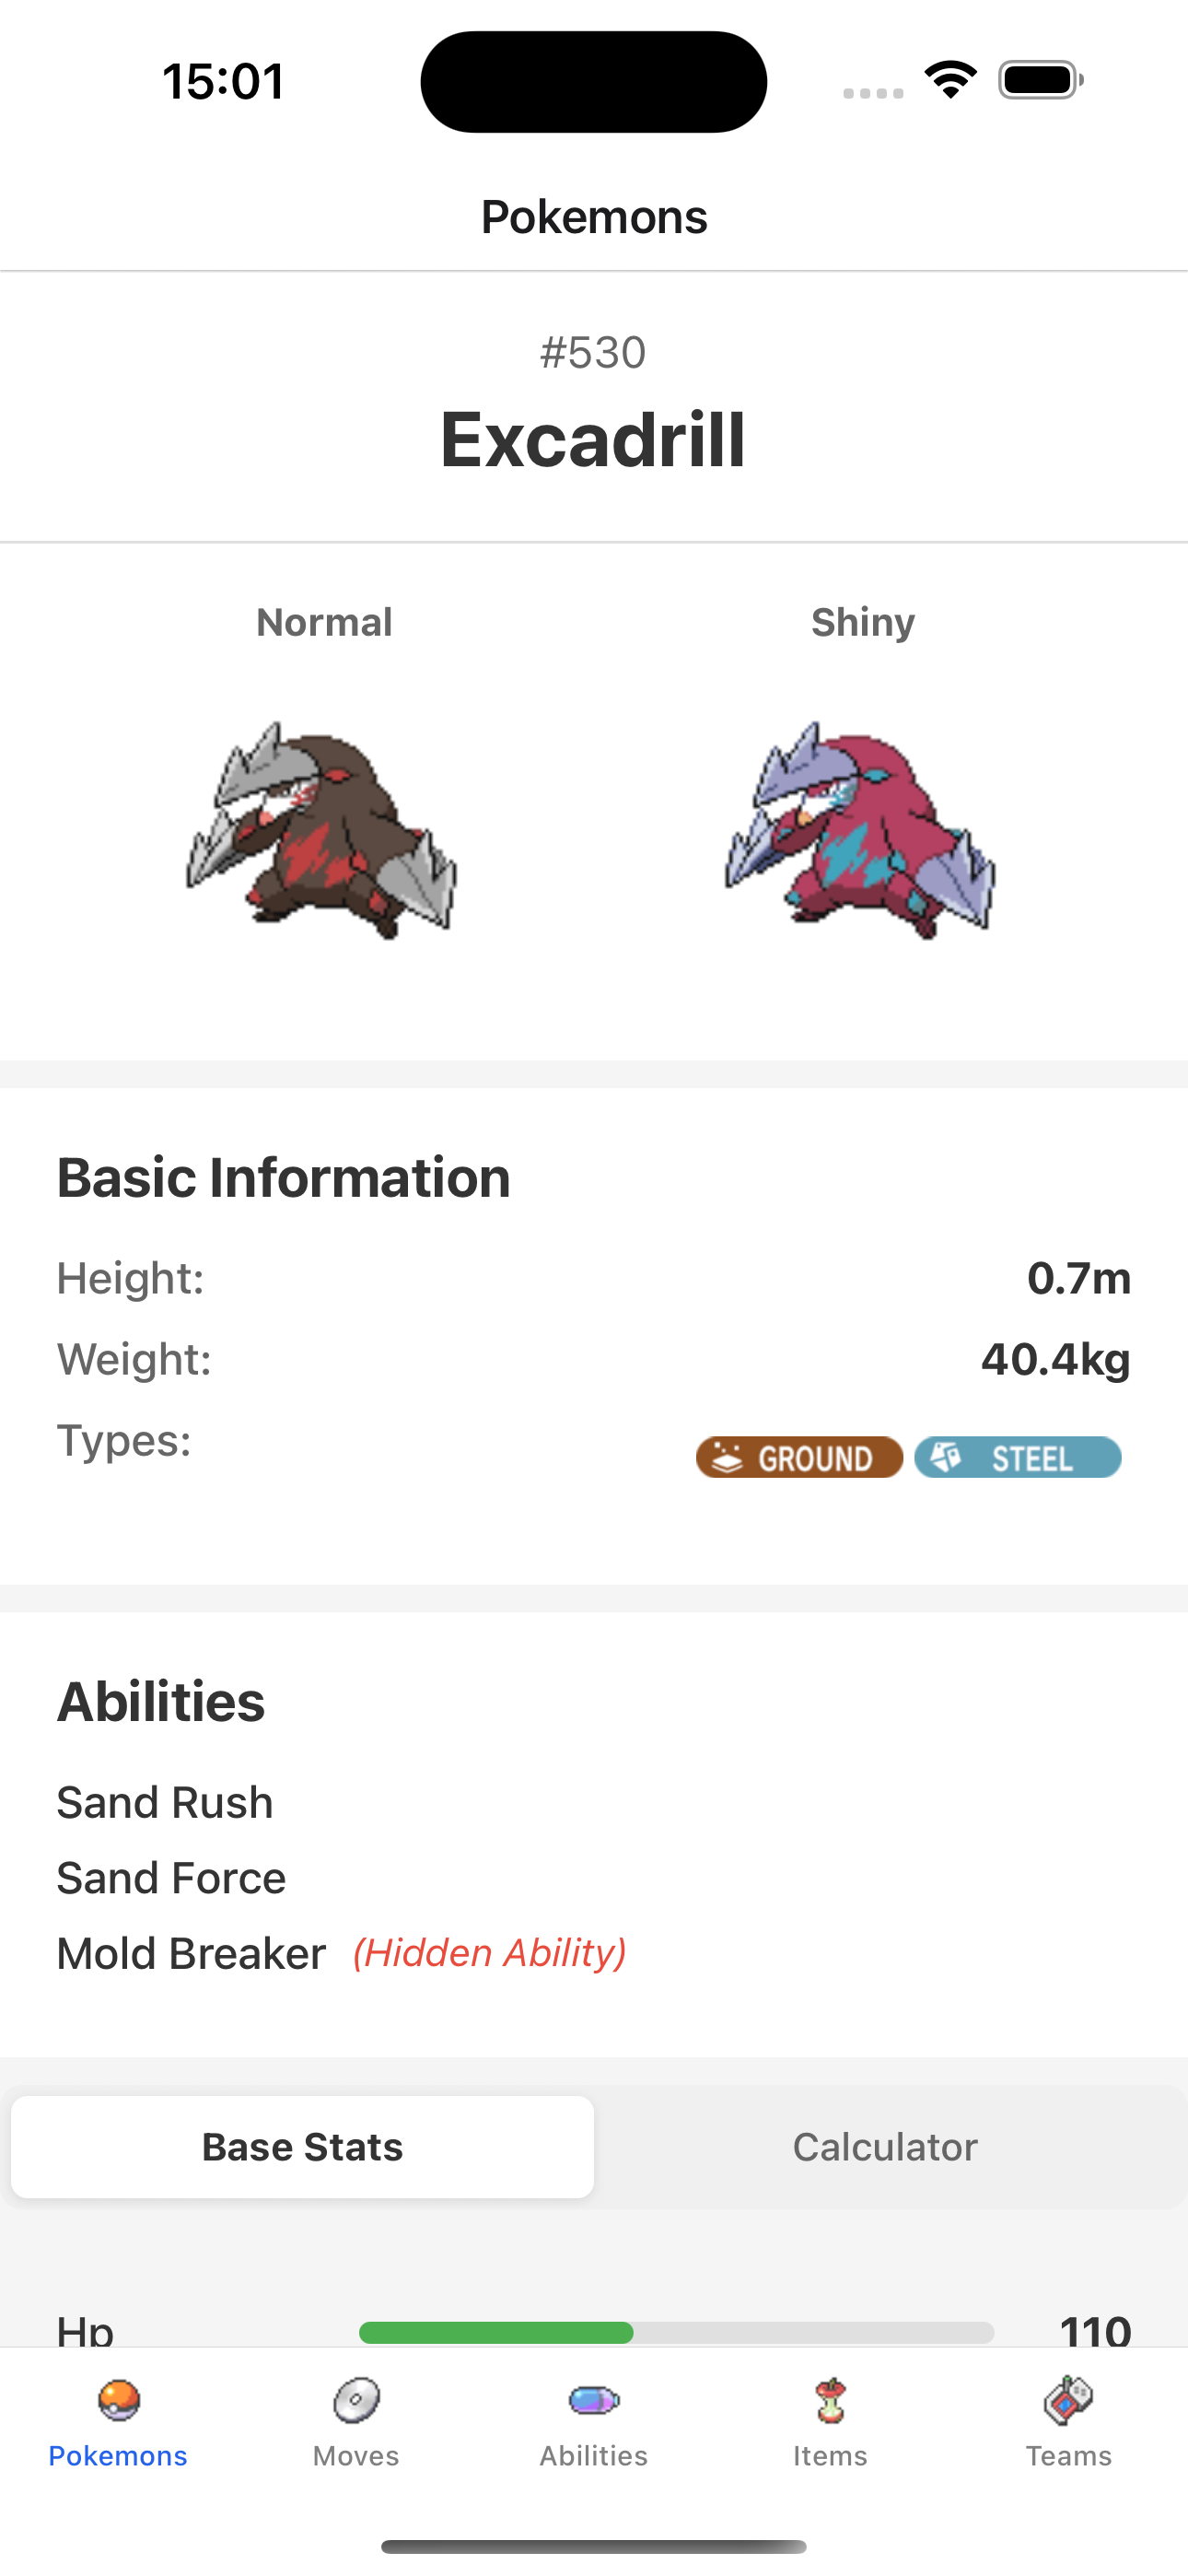 15:01
Pokemons
#530
Excadrill
Normal Shiny
Basic Information
Height: 0.7m
Weight: 40.4kg
Types: GROUND STEEL
Abilities
Sand Rush
Sand Force
Mold Breaker (Hidden Ability)
Base Stats Calculator
Hp 110
Pokemons Moves Abilities Items Teams